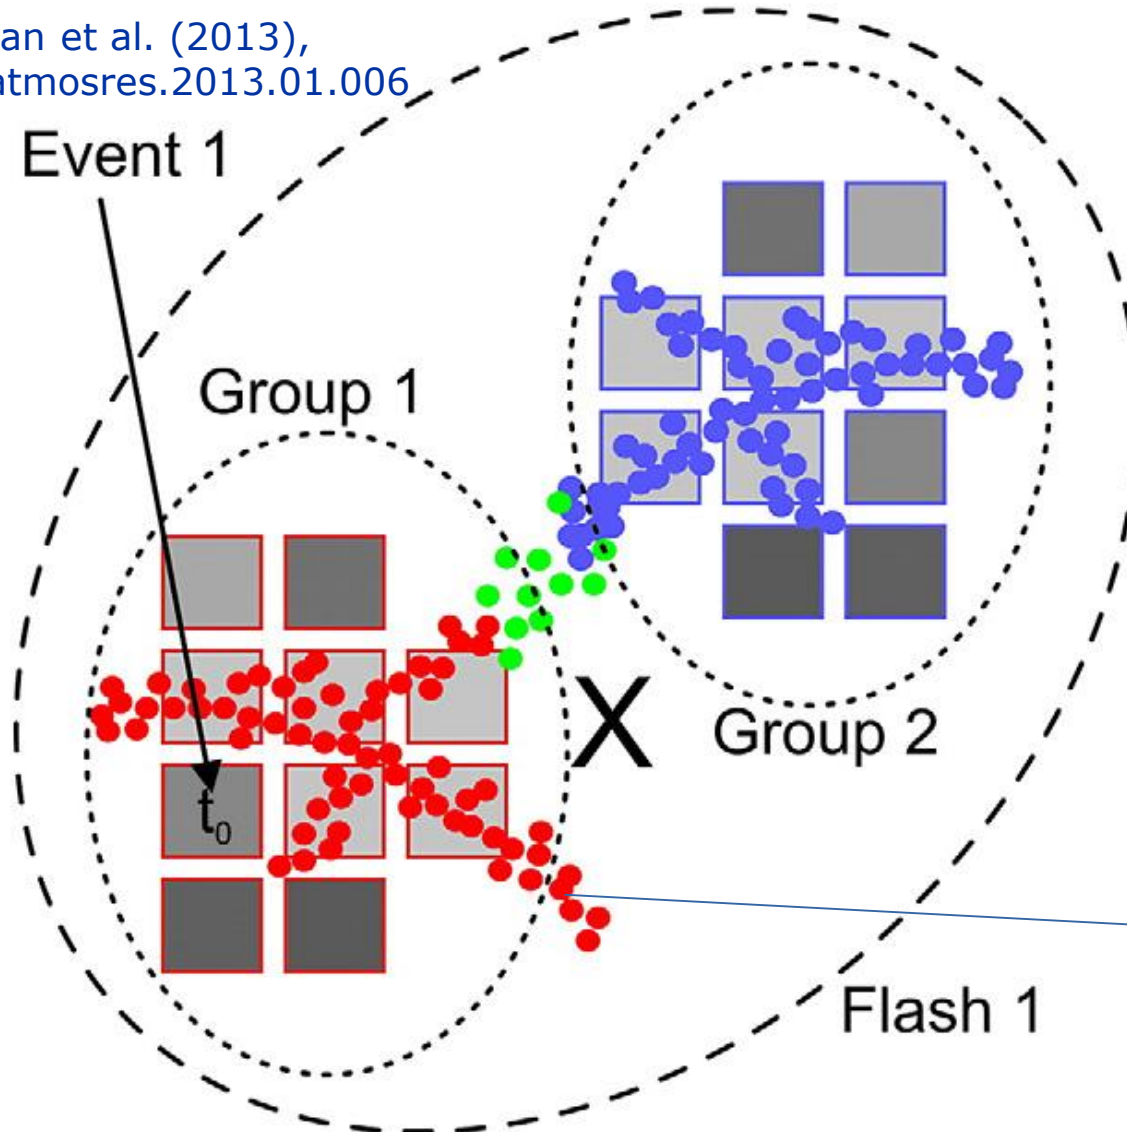 an et al. (2013),
atmosres.2013.01.006
Event 1
Group 1
t0
X
Group 2
Flash 1